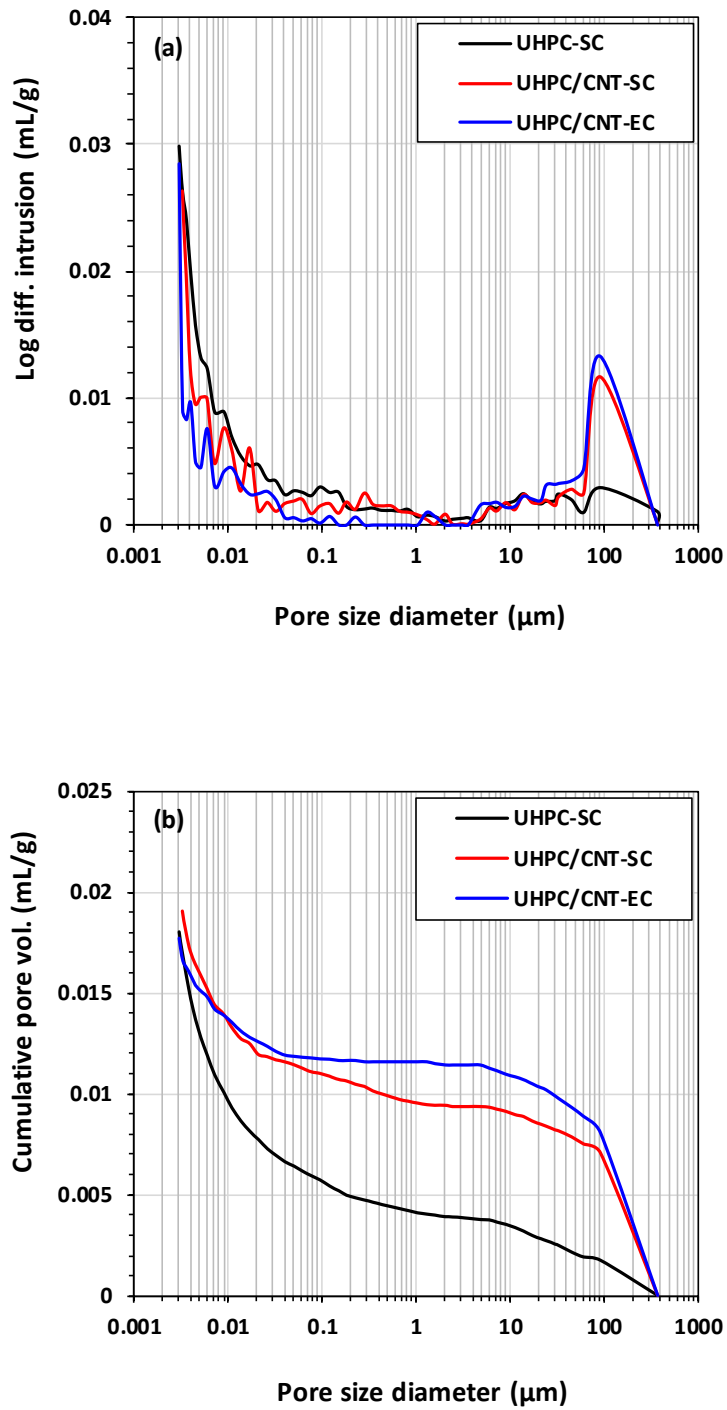 (a)
UHPC-SC
UHPC/CNT-SC
UHPC/CNT-EC
Log diff. intrusion (mL/g)
0.04
0.03
0.02
0.01
0
0.001 0.01 0.1 1 10 100 1000
Pore size diameter (µm)
(b)
UHPC-SC
UHPC/CNT-SC
UHPC/CNT-EC
Cumulative pore vol. (mL/g)
0.025
0.02
0.015
0.01
0.005
0
0.001 0.01 0.1 1 10 100 1000
Pore size diameter (µm)